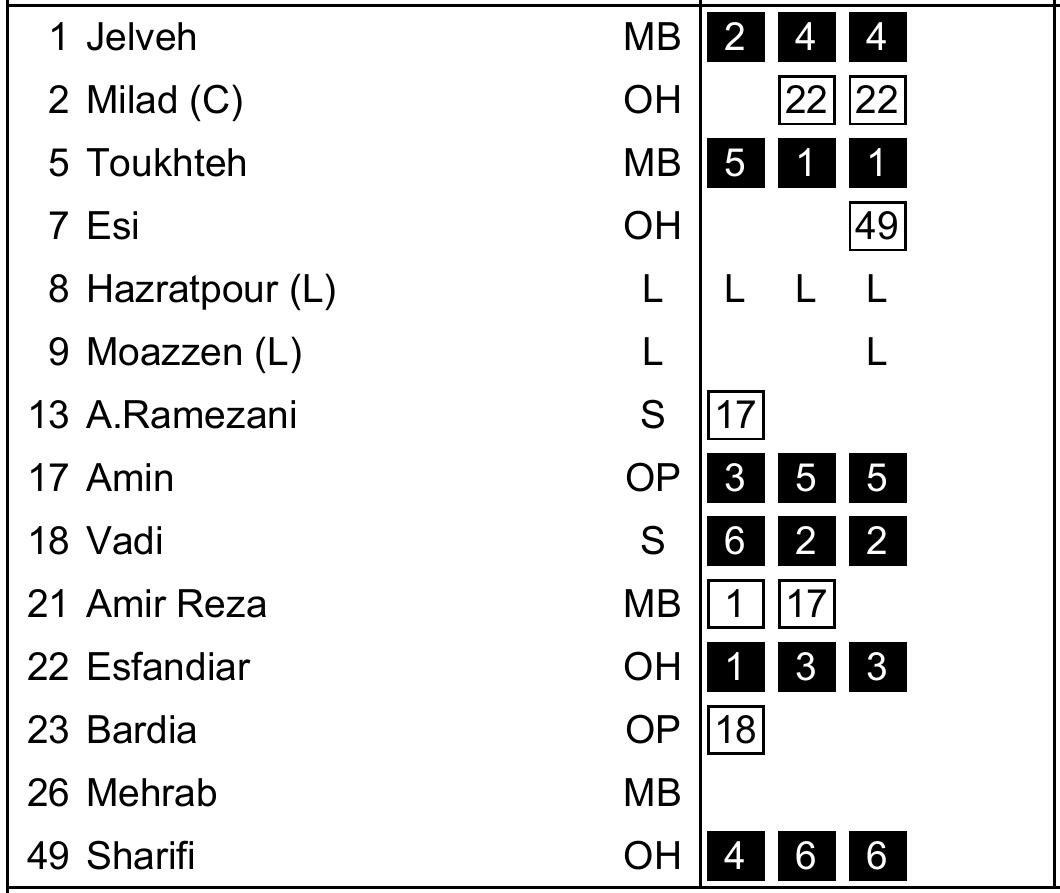 1 Jelveh MB 2 4 4
2 Milad (C) OH 22 22
5 Toukhteh MB 5 1 1
7 Esi OH 49
8 Hazratpour (L) L L L L
9 Moazzen (L) L L
13 A.Ramezani S 17
17 Amin OP 3 5 5
18 Vadi S 6 2 2
21 Amir Reza MB 1 17
22 Esfandiar OH 1 3 3
23 Bardia OP 18
26 Mehrab MB
49 Sharifi OH 4 6 6